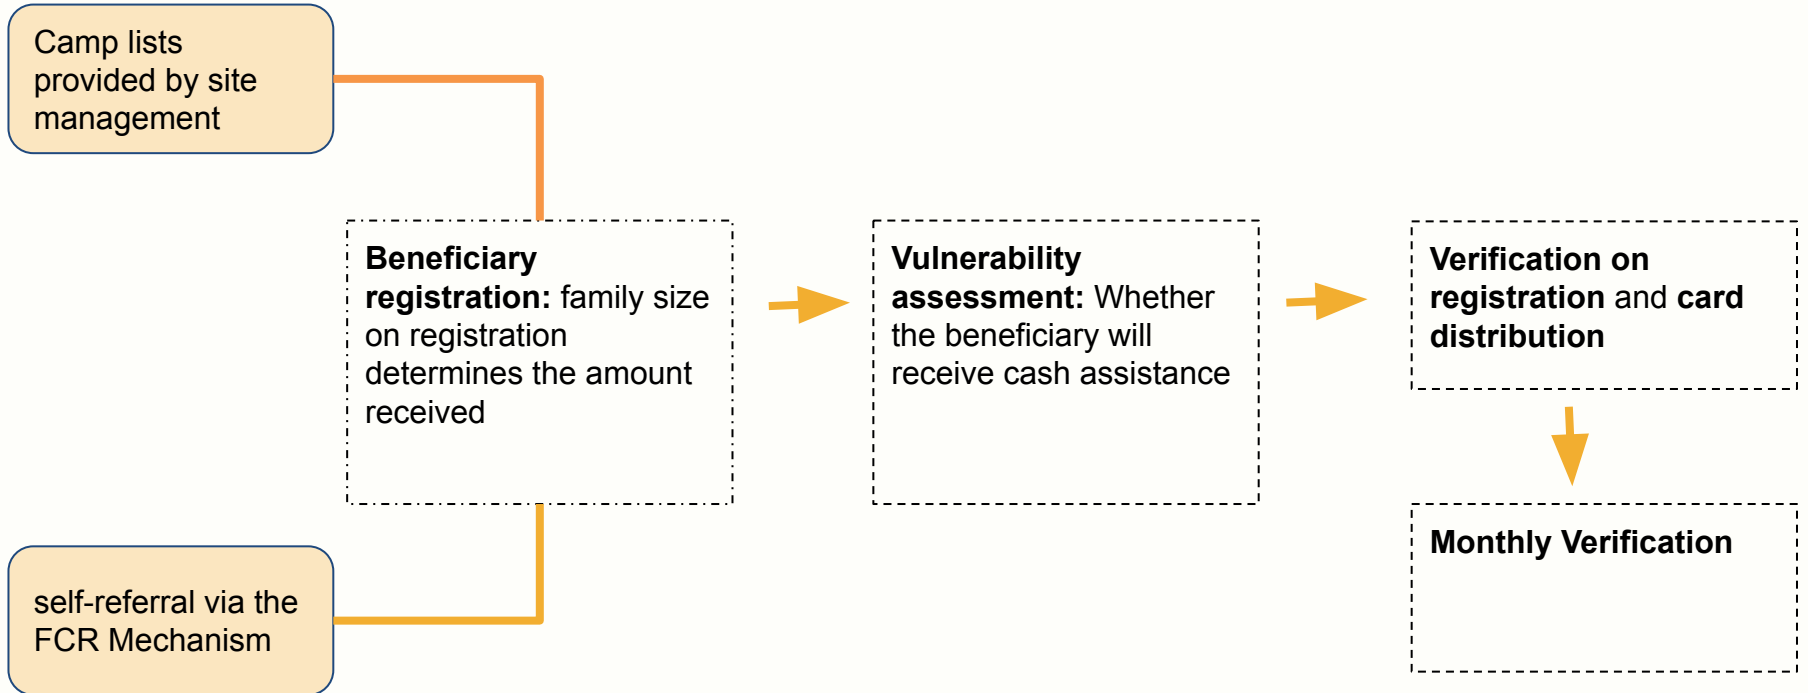 Camp lists
provided by site
management
Beneficiary
registration: family size
on registration
determines the amount
received
Vulnerability
assessment: Whether
the beneficiary will
receive cash assistance
Verification on
registration and card
distribution
Monthly Verification
self-referral via the
FCR Mechanism